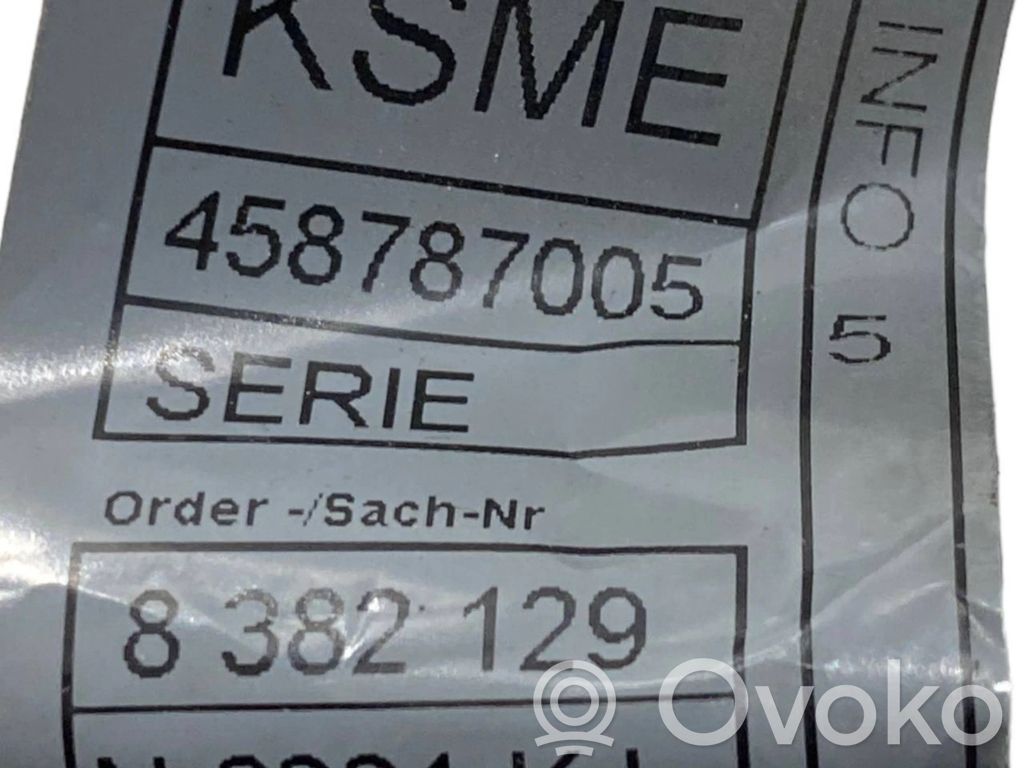 KSME
458787005
SERIE
Order -/Sach-Nr
8 382 129
INFO 5
Ovoko